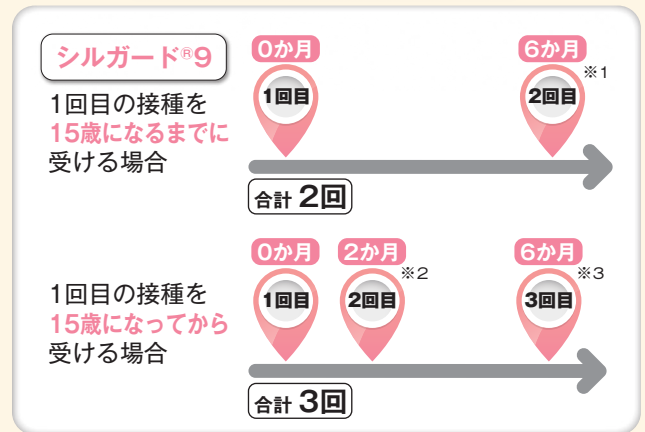 シルガード®9
1回目の接種を
15歳になるまでに
受ける場合
0か月
6か月
1回目
2回目
※1
合計 2回
1回目の接種を
15歳になってから
受ける場合
0か月
2か月
6か月
1回目
2回目
※2
3回目
※3
合計 3回